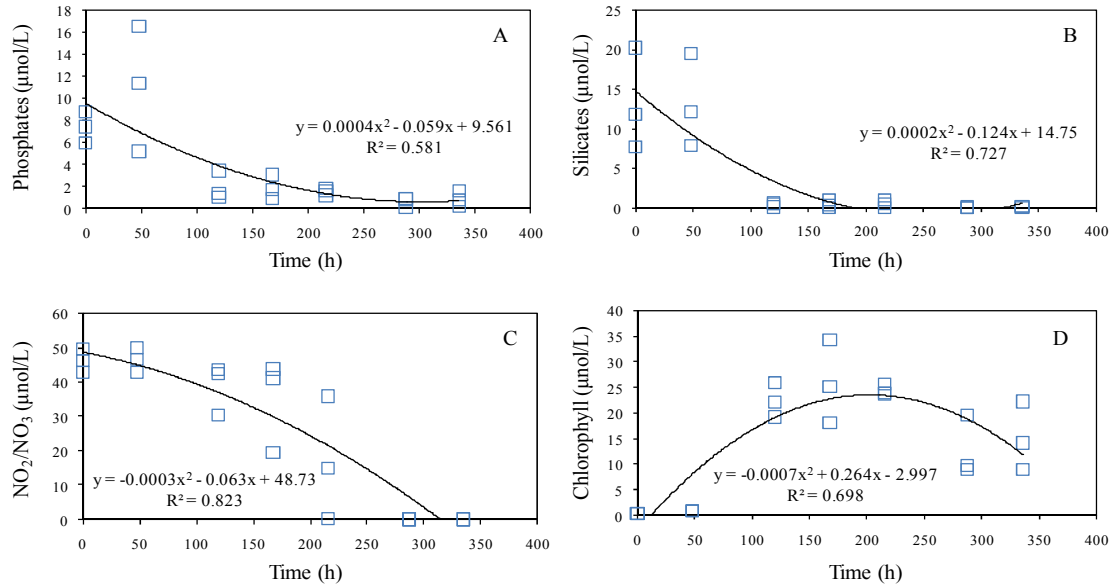 A
Phosphates (µnol/L)
18
16
14
12
10
8
6
4
2
0
y = 0.0004x² - 0.059x + 9.561
R² = 0.581
0 50 100 150 200 250 300 350 400
Time (h)
B
Silicates (µnol/L)
25
20
15
10
5
0
y = 0.0002x² - 0.124x + 14.75
R² = 0.727
0 50 100 150 200 250 300 350 400
Time (h)
C
NO₂/NO₃ (µnol/L)
60
50
40
30
20
10
0
y = -0.0003x² - 0.063x + 48.73
R² = 0.823
0 50 100 150 200 250 300 350 400
Time (h)
D
Chlorophyll (µnol/L)
40
35
30
25
20
15
10
5
0
y = -0.0007x² + 0.264x - 2.997
R² = 0.698
0 50 100 150 200 250 300 350 400
Time (h)